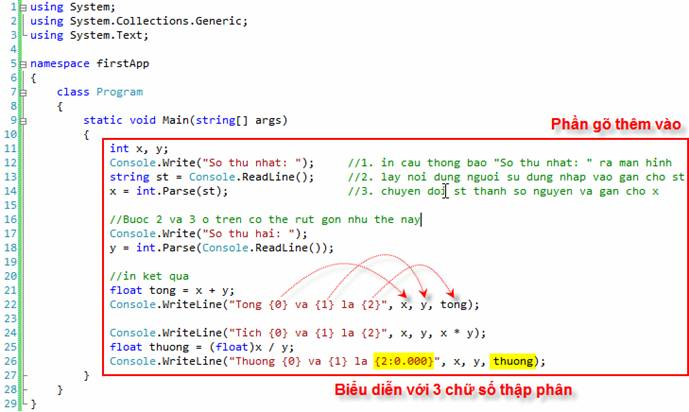 1 using System;
2 using System.Collections.Generic;
3 using System.Text;
4
5 namespace firstApp
6 {
7 class Program
8 {
9 static void Main(string[] args)
Phần gõ thêm vào
10 {
11 int x, y;
12 Console.Write("So thu nhat: "); //1. in cau thong bao "So thu nhat: " ra man hinh
13 string st = Console.ReadLine(); //2. lay noi dung nguoi su dung nhap vao gan cho st
14 x = int.Parse(st); //3. chuyen doi st thanh so nguyen va gan cho x
15
16 //Buoc 2 va 3 o tren co the rut gon nhu the nay
17 Console.Write("So thu hai: ");
18 y = int.Parse(Console.ReadLine());
19
20 //in ket qua
21 float tong = x + y;
22 Console.WriteLine("Tong {0} va {1} la {2}", x, y, tong);
23
24 Console.WriteLine("Tich {0} va {1} la {2}", x, y, x * y);
25 float thuong = (float)x / y;
26 Console.WriteLine("Thuong {0} va {1} la {2:0.000}", x, y, thuong);
27 }
28 }
29 }
Biểu diễn với 3 chữ số thập phân